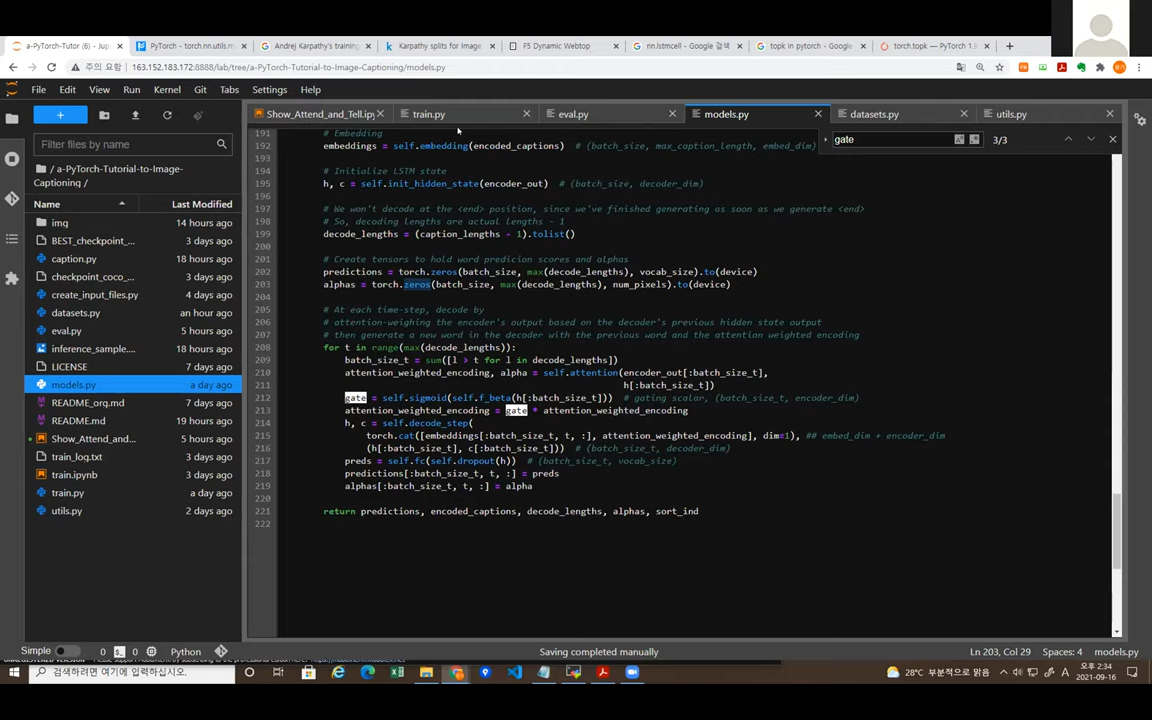 a-PyTorch-Tutor (6) - Jup
PyTorch - torch.nn.utils.m
Andrej Karpathy's training
Karpathy splits for Image
F5 Dynamic Webtop
nn.lstmcell - Google 검색
topk in pytorch - Google
torch.topk — PyTorch 1.9
주의 요함
163.152.183.172:8888/lab/tree/a-PyTorch-Tutorial-to-Image-Captioning/models.py
File Edit View Run Kernel Git Tabs Settings Help
Show_Attend_and_Tell.ipy
train.py
eval.py
models.py
datasets.py
utils.py
gate
3/3
Filter files by name
/ a-PyTorch-Tutorial-to-Image-
Captioning /
Name Last Modified
img 14 hours ago
BEST_checkpoint_... 3 days ago
caption.py 18 hours ago
checkpoint_coco_... 3 days ago
create_input_files.py 4 days ago
datasets.py an hour ago
eval.py 5 hours ago
inference_sample.... 18 hours ago
LICENSE 7 days ago
models.py a day ago
README_org.md 7 days ago
README.md 7 days ago
Show_Attend_and... 5 hours ago
train_log.txt 3 days ago
train.ipynb 3 days ago
train.py a day ago
utils.py 2 days ago
191 # Embedding
192 embeddings = self.embedding(encoded_captions)  # (batch_size, max_caption_length, embed_dim)
193
194 # Initialize LSTM state
195 h, c = self.init_hidden_state(encoder_out)  # (batch_size, decoder_dim)
196
197 # We won't decode at the <end> position, since we've finished generating as soon as we generate <end>
198 # So, decoding lengths are actual lengths - 1
199 decode_lengths = (caption_lengths - 1).tolist()
200
201 # Create tensors to hold word predicion scores and alphas
202 predictions = torch.zeros(batch_size, max(decode_lengths), vocab_size).to(device)
203 alphas = torch.zeros(batch_size, max(decode_lengths), num_pixels).to(device)
204
205 # At each time-step, decode by
206 # attention-weighing the encoder's output based on the decoder's previous hidden state output
207 # then generate a new word in the decoder with the previous word and the attention weighted encoding
208 for t in range(max(decode_lengths)):
209 batch_size_t = sum([l > t for l in decode_lengths])
210 attention_weighted_encoding, alpha = self.attention(encoder_out[:batch_size_t],
211 h[:batch_size_t])
212 gate = self.sigmoid(self.f_beta(h[:batch_size_t]))  # gating scalar, (batch_size_t, encoder_dim)
213 attention_weighted_encoding = gate * attention_weighted_encoding
214 h, c = self.decode_step(
215 torch.cat([embeddings[:batch_size_t, t, :], attention_weighted_encoding], dim=1), ## embed_dim + encoder_dim
216 (h[:batch_size_t], c[:batch_size_t]))  # (batch_size_t, decoder_dim)
217 preds = self.fc(self.dropout(h))  # (batch_size_t, vocab_size)
218 predictions[:batch_size_t, t, :] = preds
219 alphas[:batch_size_t, t, :] = alpha
220
221 return predictions, encoded_captions, decode_lengths, alphas, sort_ind
222
Simple 0 0 Python
Saving completed manually
Ln 203, Col 29 Spaces: 4 models.py
검색하려면 여기에 입력하십시오.
28°C 부분적으로 맑음
A
오후 2:34
2021-09-16